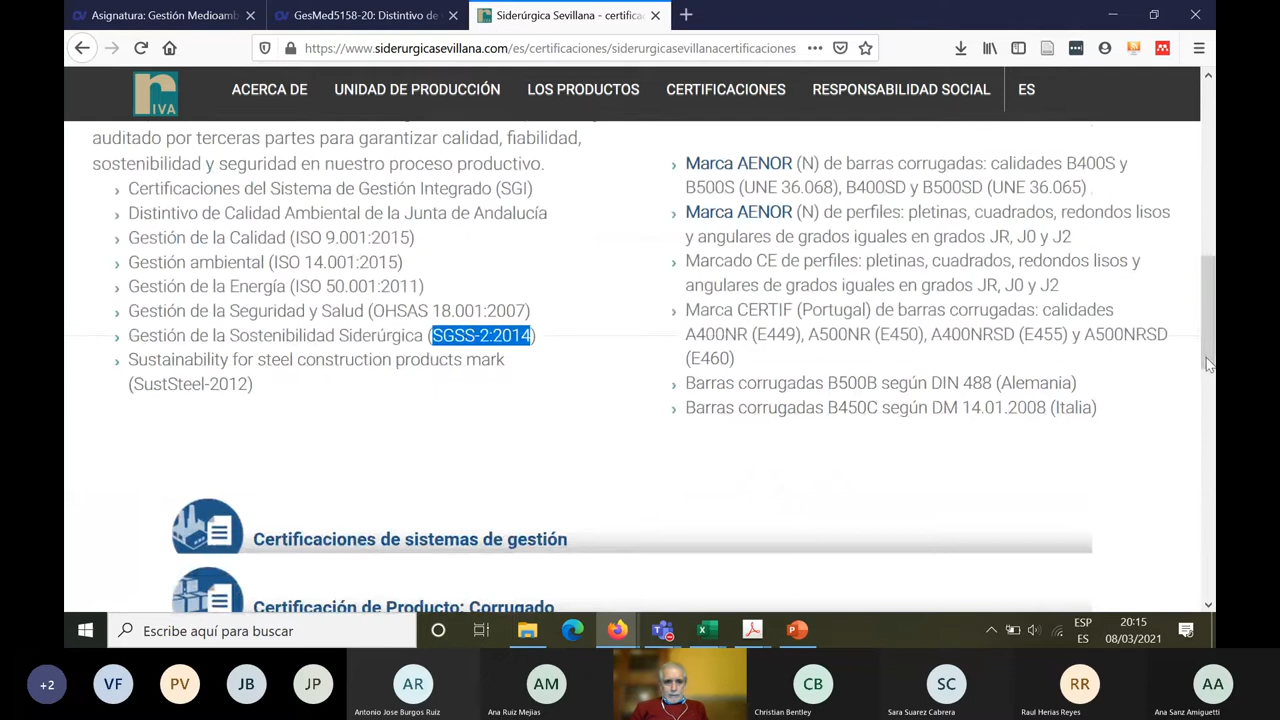 Asignatura: Gestión Medioamb
GesMed5158-20: Distintivo de
Siderúrgica Sevillana - certifica
https://www.siderurgicasevillana.com/es/certificaciones/siderurgicasevillanacertificaciones
rIVA
ACERCA DE
UNIDAD DE PRODUCCIÓN
LOS PRODUCTOS
CERTIFICACIONES
RESPONSABILIDAD SOCIAL
ES
auditado por terceras partes para garantizar calidad, fiabilidad,
sostenibilidad y seguridad en nuestro proceso productivo.
› Certificaciones del Sistema de Gestión Integrado (SGI)
› Distintivo de Calidad Ambiental de la Junta de Andalucía
› Gestión de la Calidad (ISO 9.001:2015)
› Gestión ambiental (ISO 14.001:2015)
› Gestión de la Energía (ISO 50.001:2011)
› Gestión de la Seguridad y Salud (OHSAS 18.001:2007)
› Gestión de la Sostenibilidad Siderúrgica (SGSS-2:2014)
› Sustainability for steel construction products mark
(SustSteel-2012)
› Marca AENOR (N) de barras corrugadas: calidades B400S y
B500S (UNE 36.068), B400SD y B500SD (UNE 36.065) .
› Marca AENOR (N) de perfiles: pletinas, cuadrados, redondos lisos
y angulares de grados iguales en grados JR, J0 y J2
› Marcado CE de perfiles: pletinas, cuadrados, redondos lisos y
angulares de grados iguales en grados JR, J0 y J2
› Marca CERTIF (Portugal) de barras corrugadas: calidades
A400NR (E449), A500NR (E450), A400NRSD (E455) y A500NRSD
(E460)
› Barras corrugadas B500B según DIN 488 (Alemania)
› Barras corrugadas B450C según DM 14.01.2008 (Italia)
Certificaciones de sistemas de gestión
Certificación de Producto: Corrugado
Escribe aquí para buscar
ESP
ES
20:15
08/03/2021
+2
VF
PV
JB
JP
AR
Antonio Jose Burgos Ruiz
AM
Ana Ruiz Mejias
CB
Christian Bentley
SC
Sara Suarez Cabrera
RR
Raul Herias Reyes
AA
Ana Sanz Amiguetti